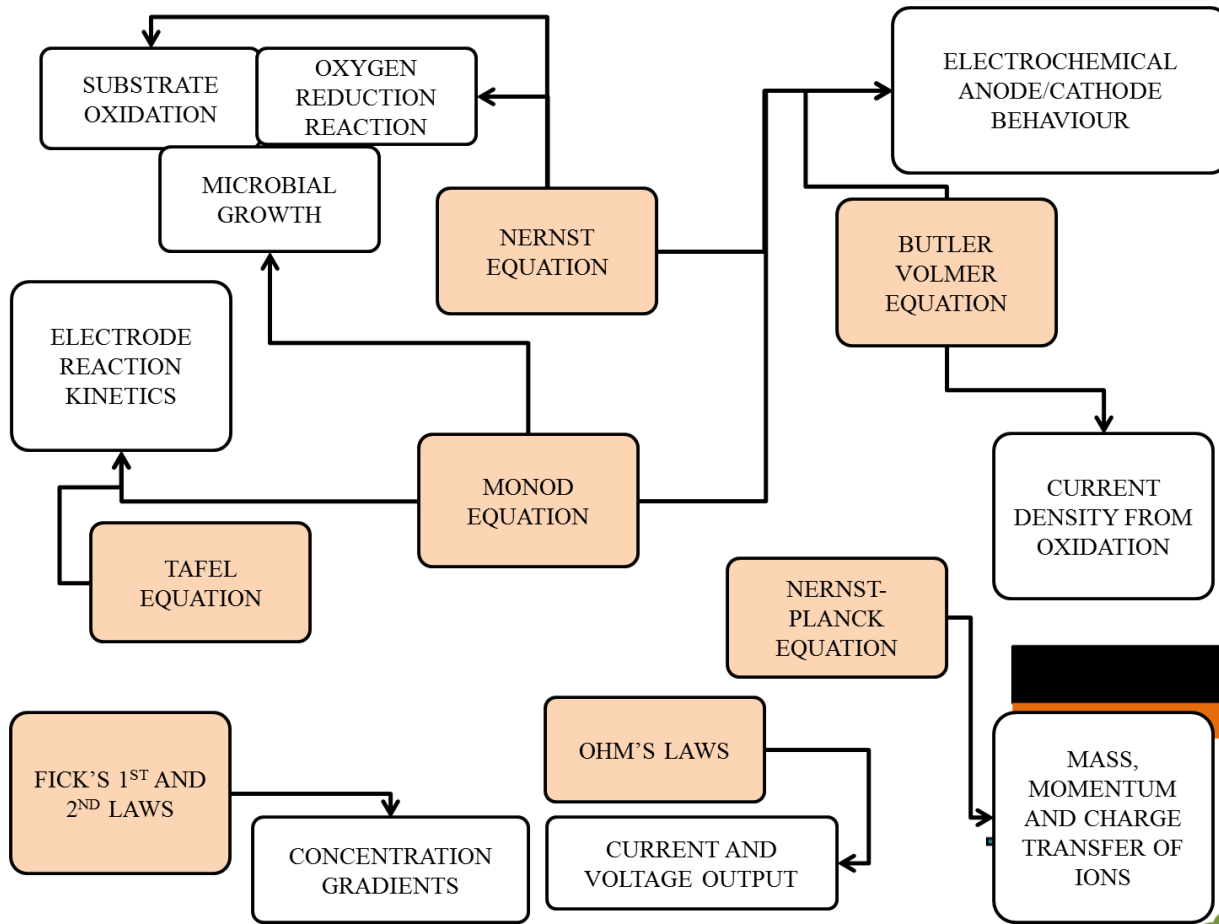 SUBSTRATE
OXIDATION
OXYGEN
REDUCTION
REACTION
MICROBIAL
GROWTH
ELECTROCHEMICAL
ANODE/CATHODE
BEHAVIOUR
NERNST
EQUATION
BUTLER
VOLMER
EQUATION
ELECTRODE
REACTION
KINETICS
MONOD
EQUATION
CURRENT
DENSITY FROM
OXIDATION
TAFEL
EQUATION
NERNST-
PLANCK
EQUATION
FICK’S 1ST AND
2ND LAWS
OHM’S LAWS
MASS,
MOMENTUM
AND CHARGE
TRANSFER OF
IONS
CONCENTRATION
GRADIENTS
CURRENT AND
VOLTAGE OUTPUT